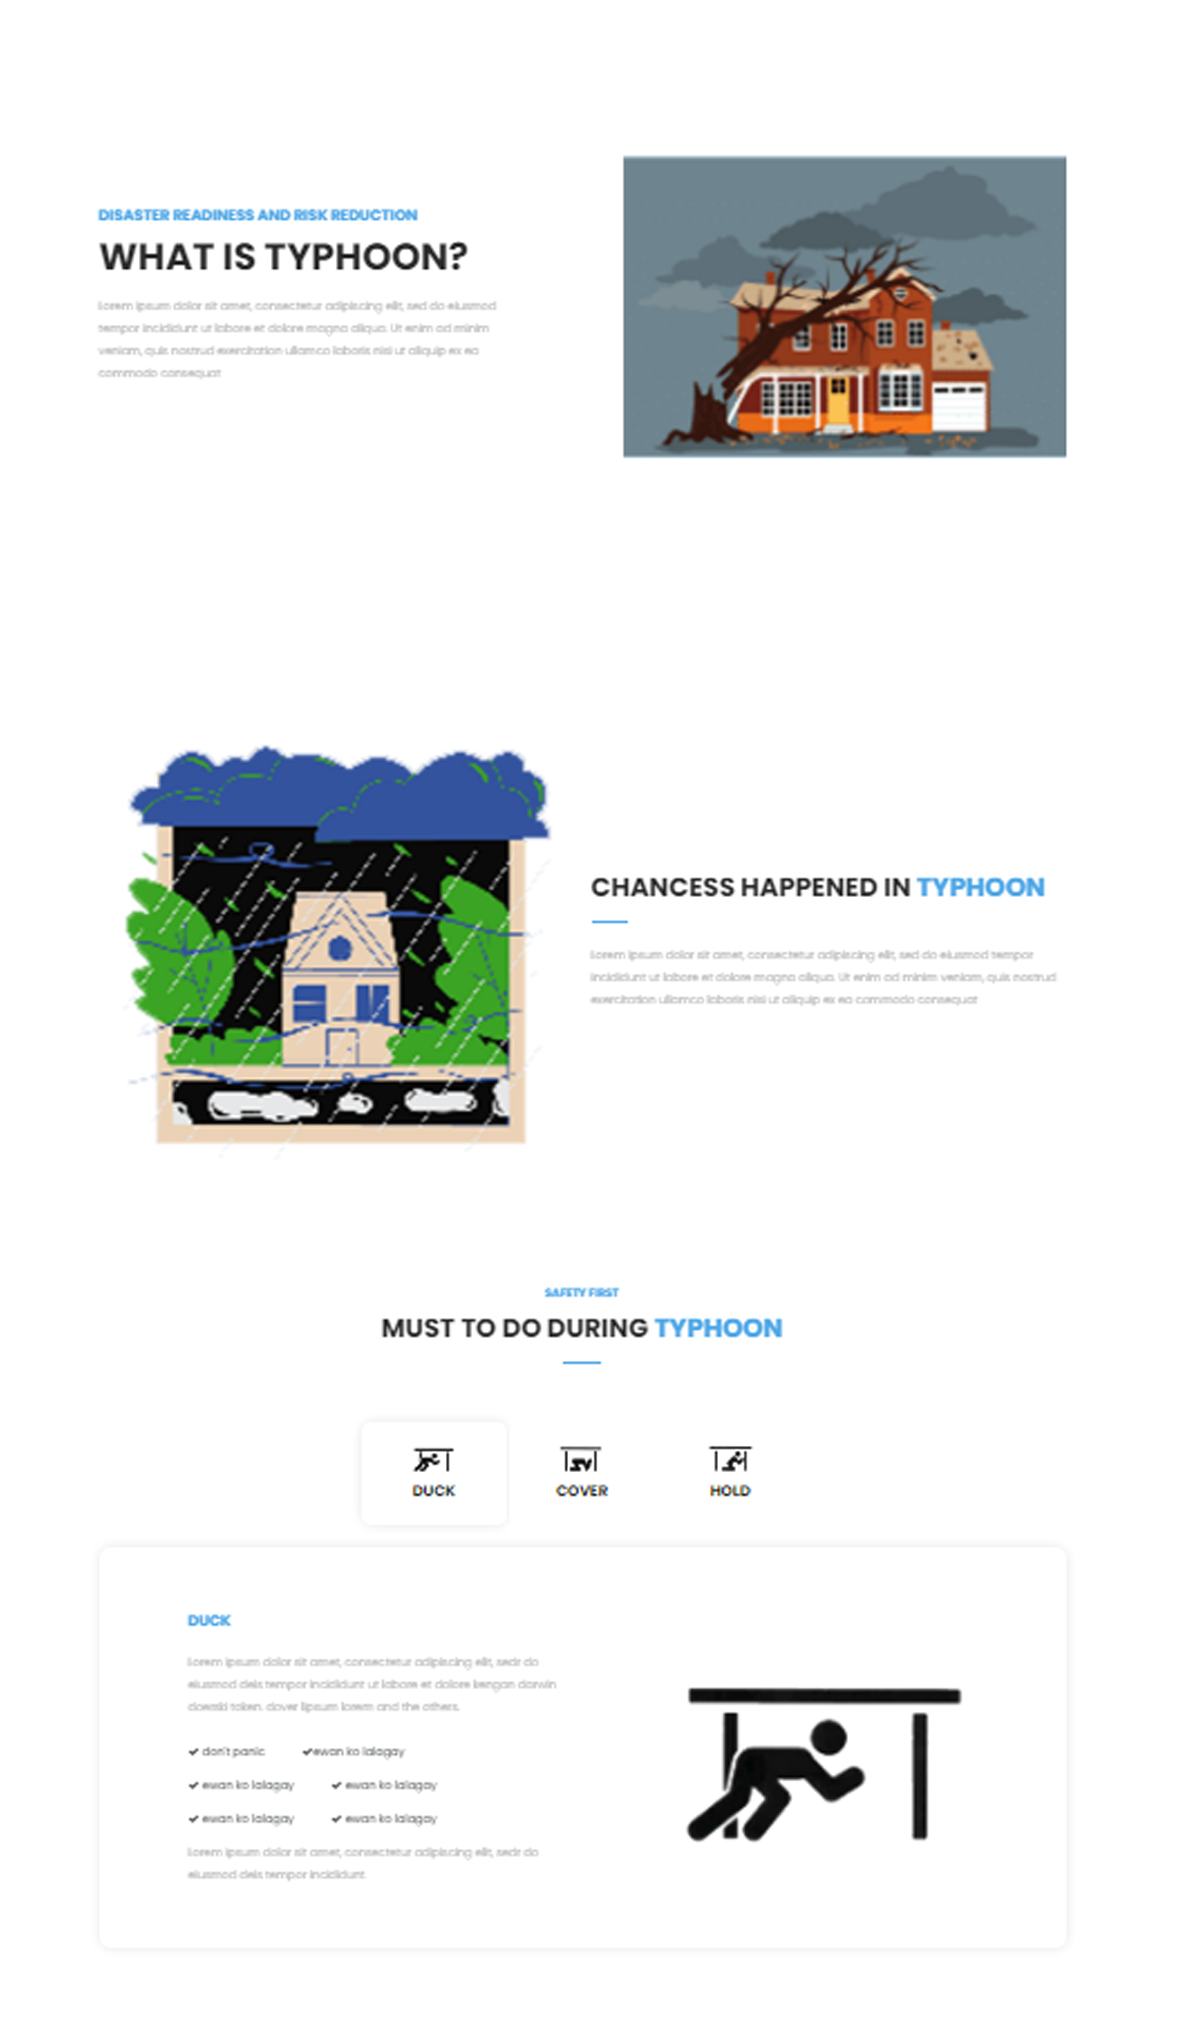 DISASTER READINESS AND RISK REDUCTION
WHAT IS TYPHOON?
Lorem ipsum dolor sit amet, consectetur adipiscing elit, sed do eiusmod
tempor incididunt ut labore et dolore magna aliqua. Ut enim ad minim
veniam, quis nostrud exercitation ullamco laboris nisi ut aliquip ex ea
commodo consequat
CHANCESS HAPPENED IN TYPHOON
Lorem ipsum dolor sit amet, consectetur adipiscing elit, sed do eiusmod tempor
incididunt ut labore et dolore magna aliqua. Ut enim ad minim veniam, quis nostrud
exercitation ullamco laboris nisi ut aliquip ex ea commodo consequat
SAFETY FIRST
MUST TO DO DURING TYPHOON
DUCK
COVER
HOLD
DUCK
Lorem ipsum dolor sit amet, consectetur adipiscing elit, sedr do
eiusmod deis tempor incididunt ut labore et dolore kengan darwin
doerski token. dover lipsum lorem and the others.
✔ don't panic ✔ewan ko lalagay
✔ ewan ko lalagay ✔ ewan ko lalagay
✔ ewan ko lalagay ✔ ewan ko lalagay
Lorem ipsum dolor sit amet, consectetur adipiscing elit, sedr do
eiusmod deis tempor incididunt.